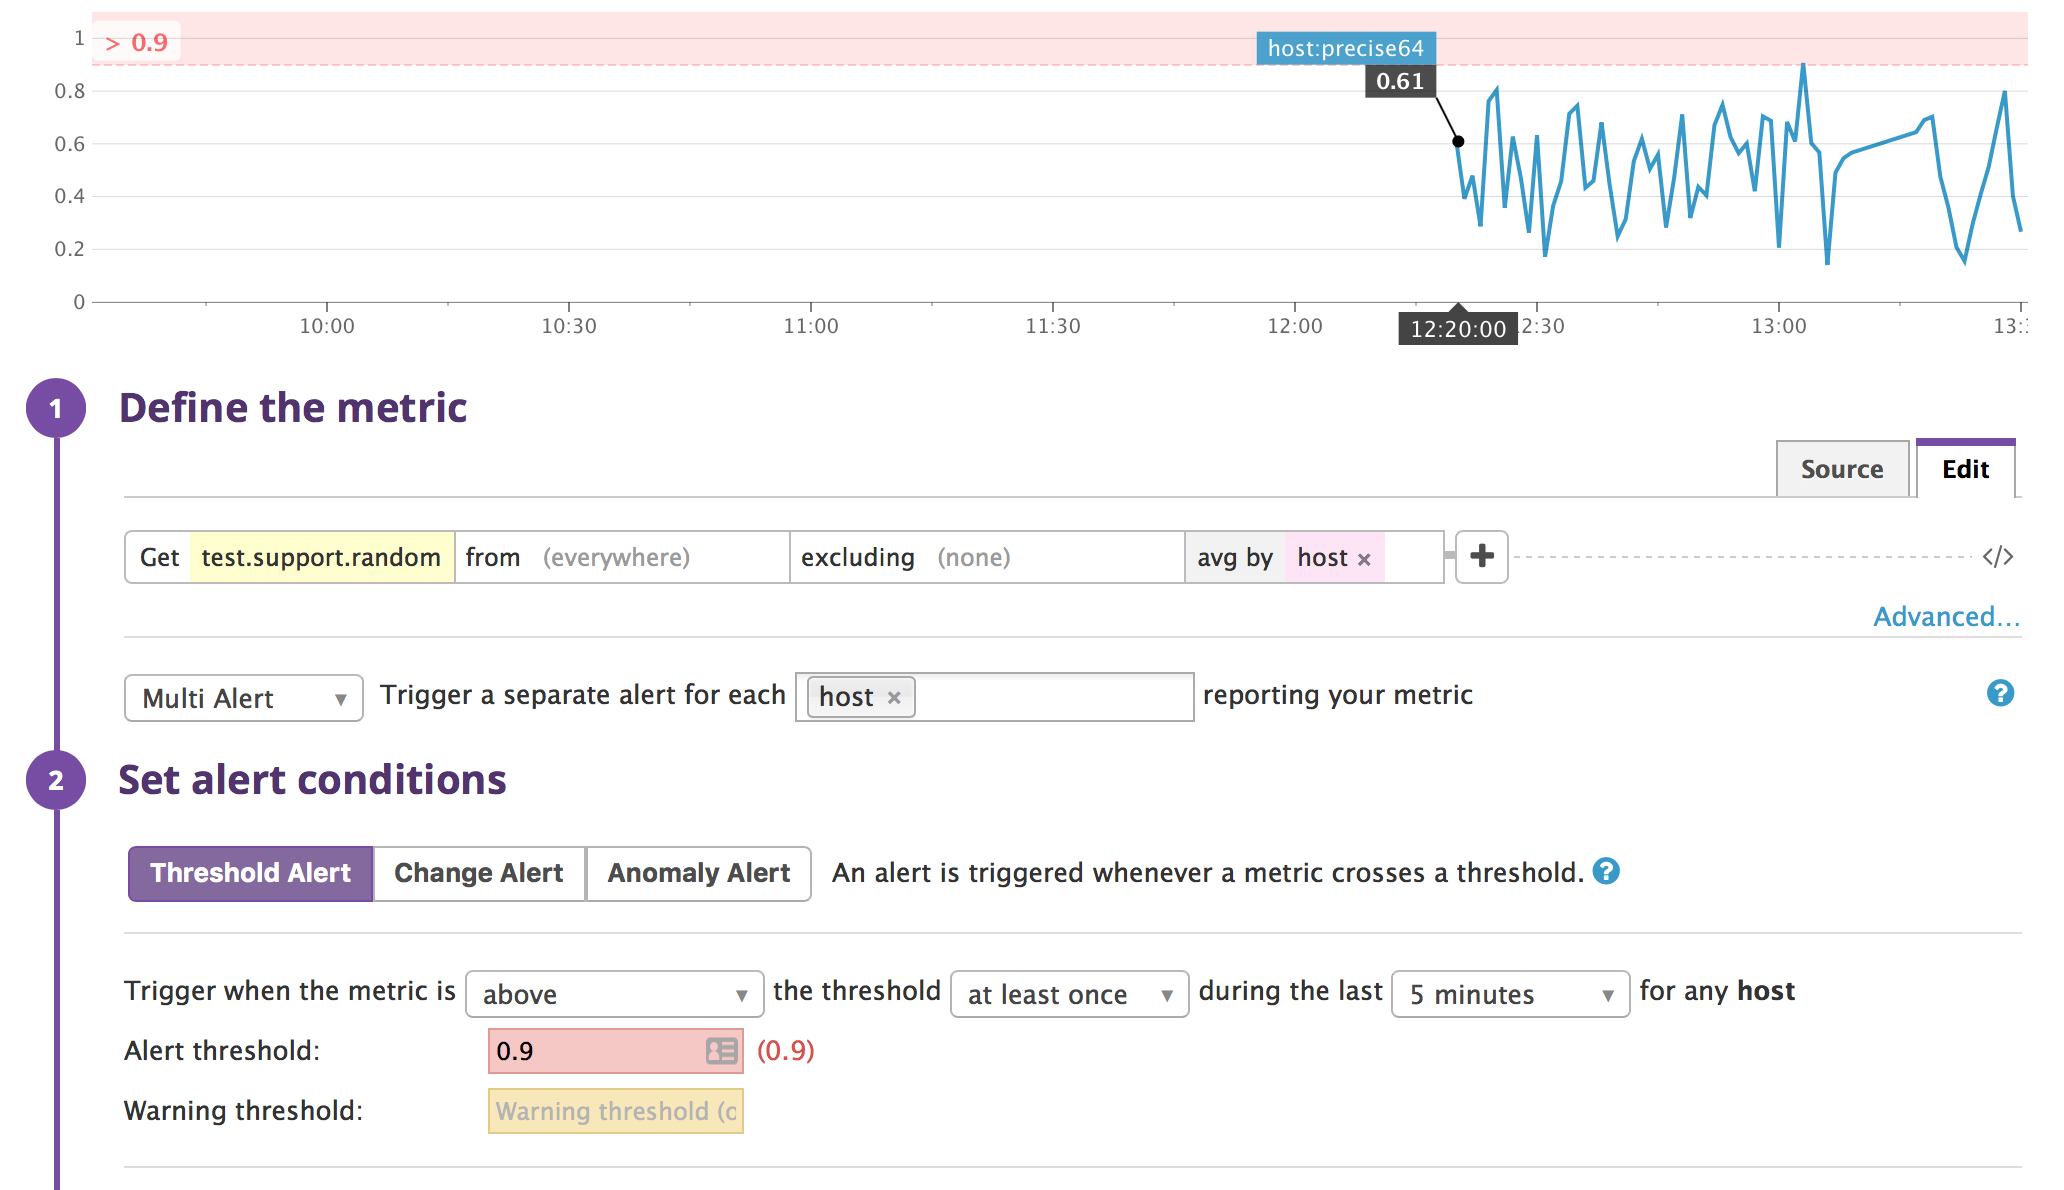 1
> 0.9
host:precise64
0.61
0.8
0.6
0.4
0.2
0
10:00 10:30 11:00 11:30 12:00 12:20:00 2:30 13:00 13:
1 Define the metric
Source Edit
Get test.support.random from (everywhere) excluding (none) avg by host × + </>
Advanced...
Multi Alert ▼ Trigger a separate alert for each host × reporting your metric ?
2 Set alert conditions
Threshold Alert Change Alert Anomaly Alert An alert is triggered whenever a metric crosses a threshold. ?
Trigger when the metric is above ▼ the threshold at least once ▼ during the last 5 minutes ▼ for any host
Alert threshold: 0.9 (0.9)
Warning threshold: Warning threshold (